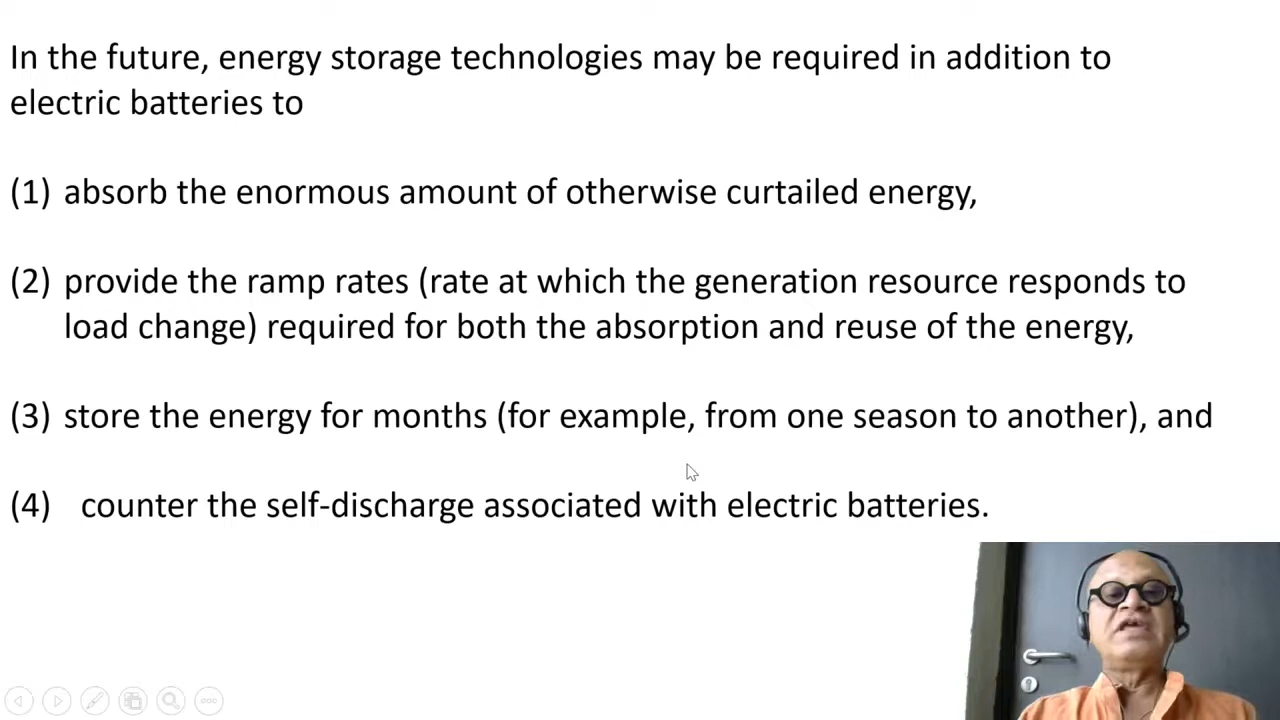 In the future, energy storage technologies may be required in addition to
electric batteries to
(1) absorb the enormous amount of otherwise curtailed energy,
(2) provide the ramp rates (rate at which the generation resource responds to
load change) required for both the absorption and reuse of the energy,
(3) store the energy for months (for example, from one season to another), and
(4) counter the self-discharge associated with electric batteries.